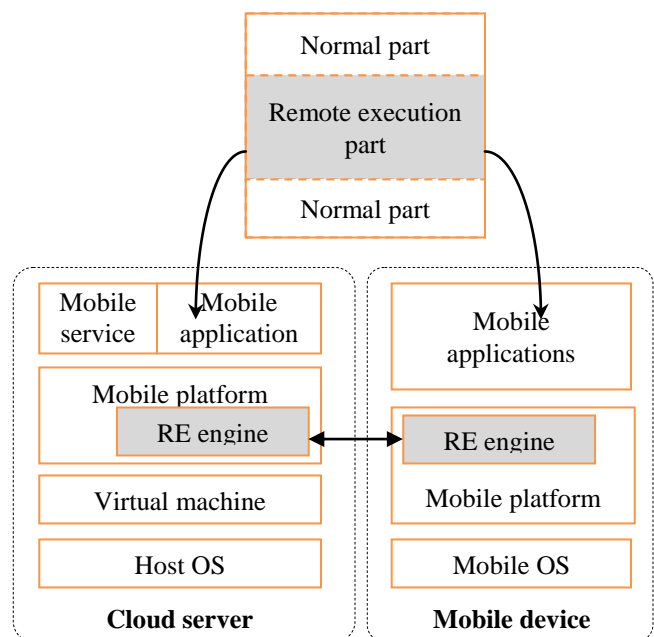 Normal part
Remote execution
part
Normal part
Mobile
service
Mobile
application
Mobile platform
RE engine
Virtual machine
Host OS
Cloud server
Mobile
applications
RE engine
Mobile platform
Mobile OS
Mobile device